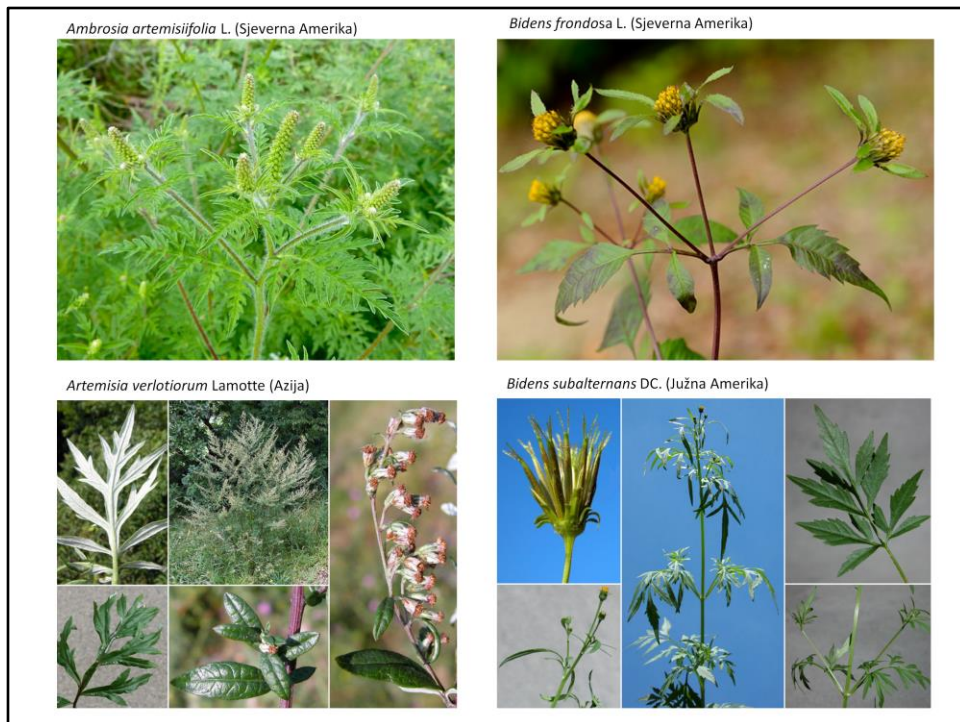 Ambrosia artemisiifolia L. (Sjeverna Amerika)
Bidens frondosa L. (Sjeverna Amerika)
Artemisia verlotiorum Lamotte (Azija)
Bidens subalternans DC. (Južna Amerika)